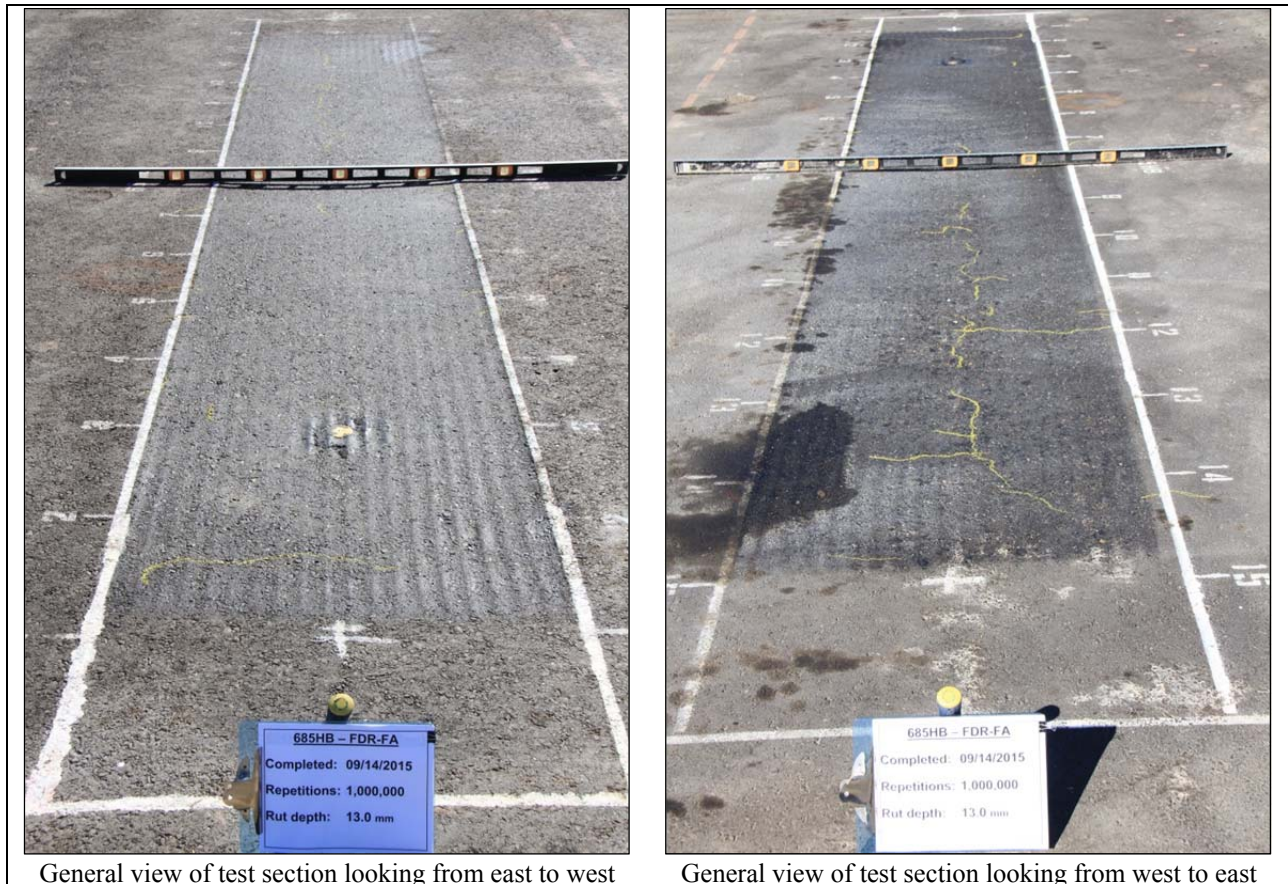 685HB – FDR-FA
Completed: 09/14/2015
Repetitions: 1,000,000
Rut depth: 13.0 mm
685HB – FDR-FA
Completed: 09/14/2015
Repetitions: 1,000,000
Rut depth: 13.0 mm
12
13
14
15
12
13
General view of test section looking from east to west
General view of test section looking from west to east